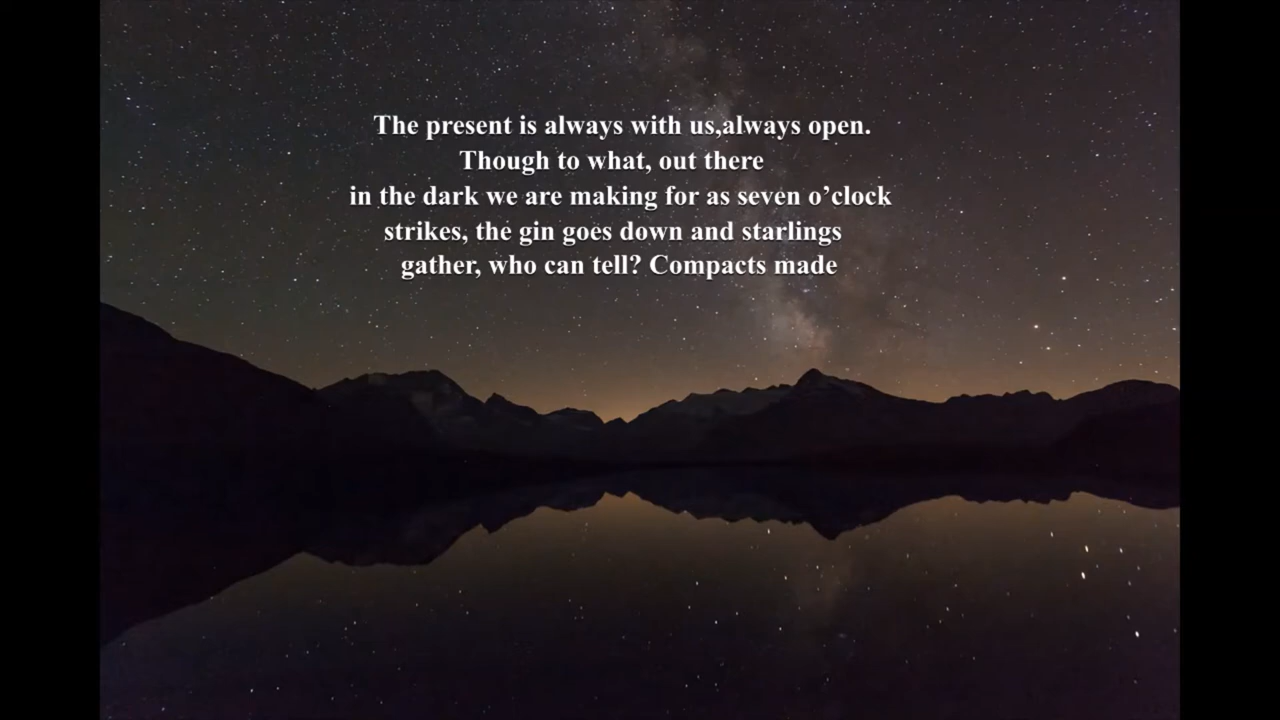 The present is always with us,always open.
Though to what, out there
in the dark we are making for as seven o’clock
strikes, the gin goes down and starlings
gather, who can tell? Compacts made